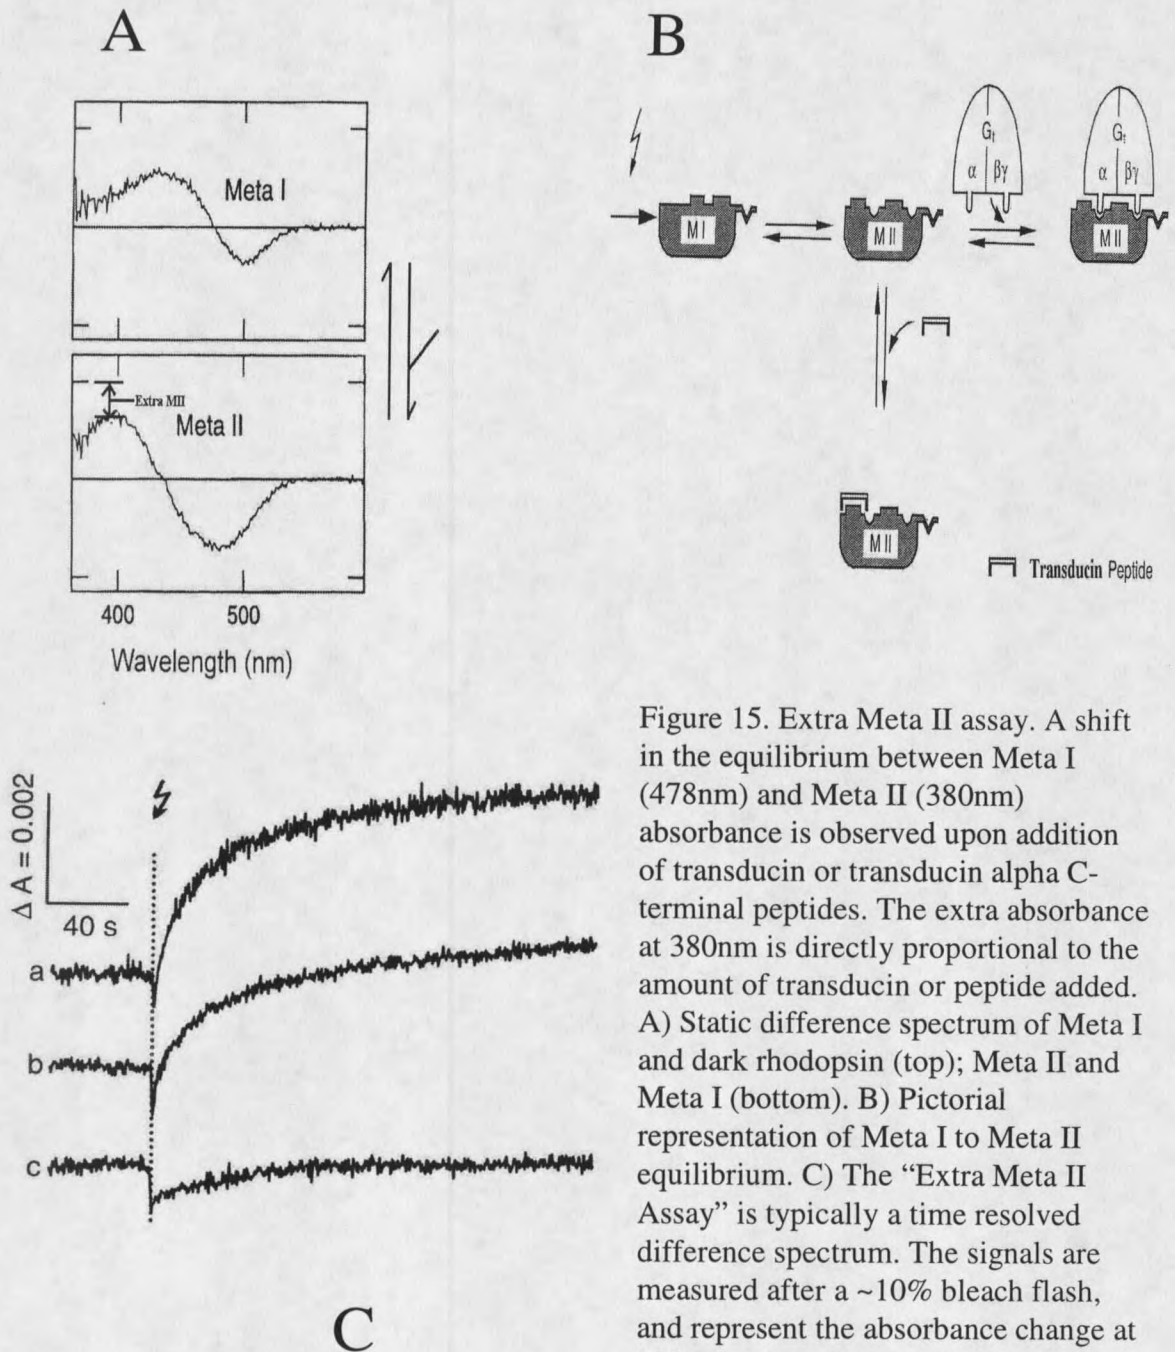 A
Meta I
Extra MII
Meta II
400 500
Wavelength (nm)
B
Gt
α βγ
Gt
α βγ
M I
M II
M II
M II
Transducin Peptide
Δ A = 0.002
40 s
a
b
c
C
Figure 15. Extra Meta II assay. A shift
in the equilibrium between Meta I
(478nm) and Meta II (380nm)
absorbance is observed upon addition
of transducin or transducin alpha C-
terminal peptides. The extra absorbance
at 380nm is directly proportional to the
amount of transducin or peptide added.
A) Static difference spectrum of Meta I
and dark rhodopsin (top); Meta II and
Meta I (bottom). B) Pictorial
representation of Meta I to Meta II
equilibrium. C) The “Extra Meta II
Assay” is typically a time resolved
difference spectrum. The signals are
measured after a ~10% bleach flash,
and represent the absorbance change at